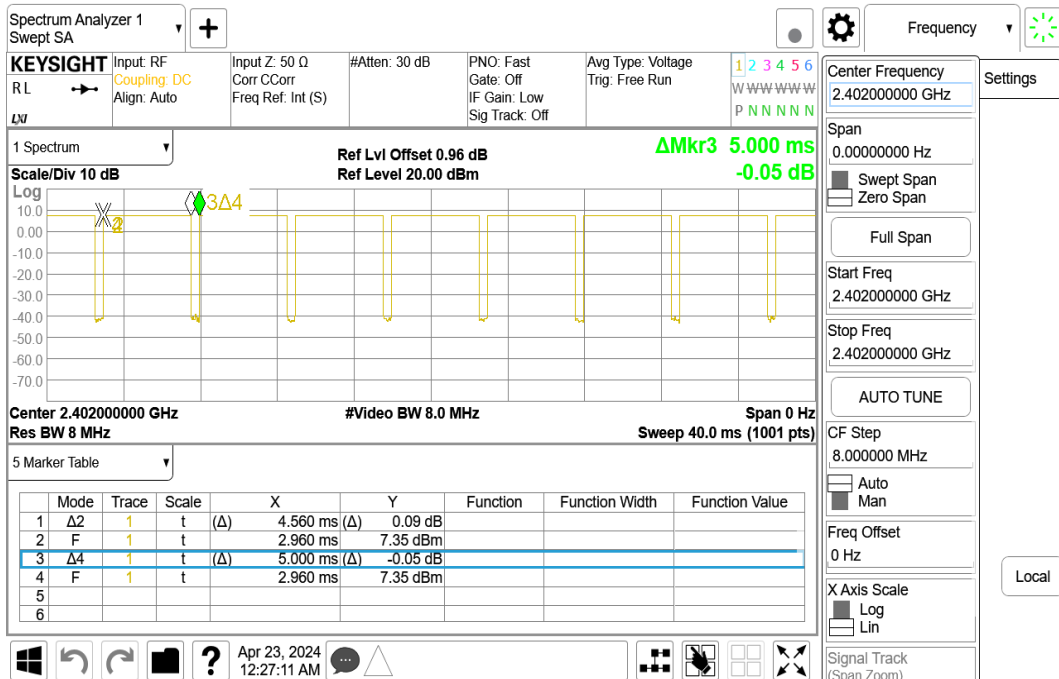 Spectrum Analyzer 1
Swept SA
+
Frequency
KEYSIGHT Input: RF Input Z: 50 Ω #Atten: 30 dB PNO: Fast Avg Type: Voltage 1 2 3 4 5 6
RL Coupling: DC Corr CCorr Gate: Off Trig: Free Run W W W W W W
Align: Auto Freq Ref: Int (S) IF Gain: Low P N N N N N
LXI Sig Track: Off
Center Frequency
2.402000000 GHz
Settings
Span
0.00000000 Hz
Swept Span
Zero Span
Full Span
Start Freq
2.402000000 GHz
Stop Freq
2.402000000 GHz
AUTO TUNE
CF Step
8.000000 MHz
Auto
Man
Freq Offset
0 Hz
Local
X Axis Scale
Log
Lin
Signal Track
(Span Zoom)
1 Spectrum
Ref Lvl Offset 0.96 dB ΔMkr3 5.000 ms
Scale/Div 10 dB Ref Level 20.00 dBm -0.05 dB
Log
3Δ4
10.0
0.00
-10.0
-20.0
-30.0
-40.0
-50.0
-60.0
-70.0
Center 2.402000000 GHz #Video BW 8.0 MHz Span 0 Hz
Res BW 8 MHz Sweep 40.0 ms (1001 pts)
5 Marker Table
Mode Trace Scale X Y Function Function Width Function Value
1 Δ2 1 t (Δ) 4.560 ms (Δ) 0.09 dB
2 F 1 t 2.960 ms 7.35 dBm
3 Δ4 1 t (Δ) 5.000 ms (Δ) -0.05 dB
4 F 1 t 2.960 ms 7.35 dBm
5
6
? Apr 23, 2024
12:27:11 AM